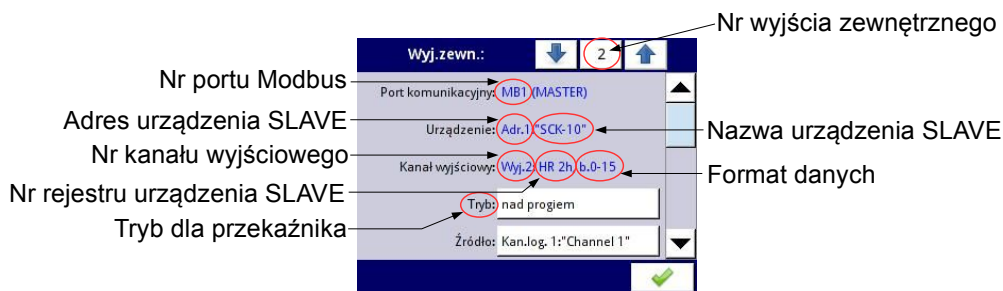 Nr wyjścia zewnętrznego
Wyj.zewn.: 2
Nr portu Modbus
Port komunikacyjny: MB1 (MASTER)
Adres urządzenia SLAVE
Urządzenie: Adr.1:"SCK-10"
Nazwa urządzenia SLAVE
Nr kanału wyjściowego
Kanał wyjściowy: Wyj.2: HR 2h, b.0-15
Format danych
Nr rejestru urządzenia SLAVE
Tryb: nad progiem
Tryb dla przekaźnika
Źródło: Kan.log. 1:"Channel 1"